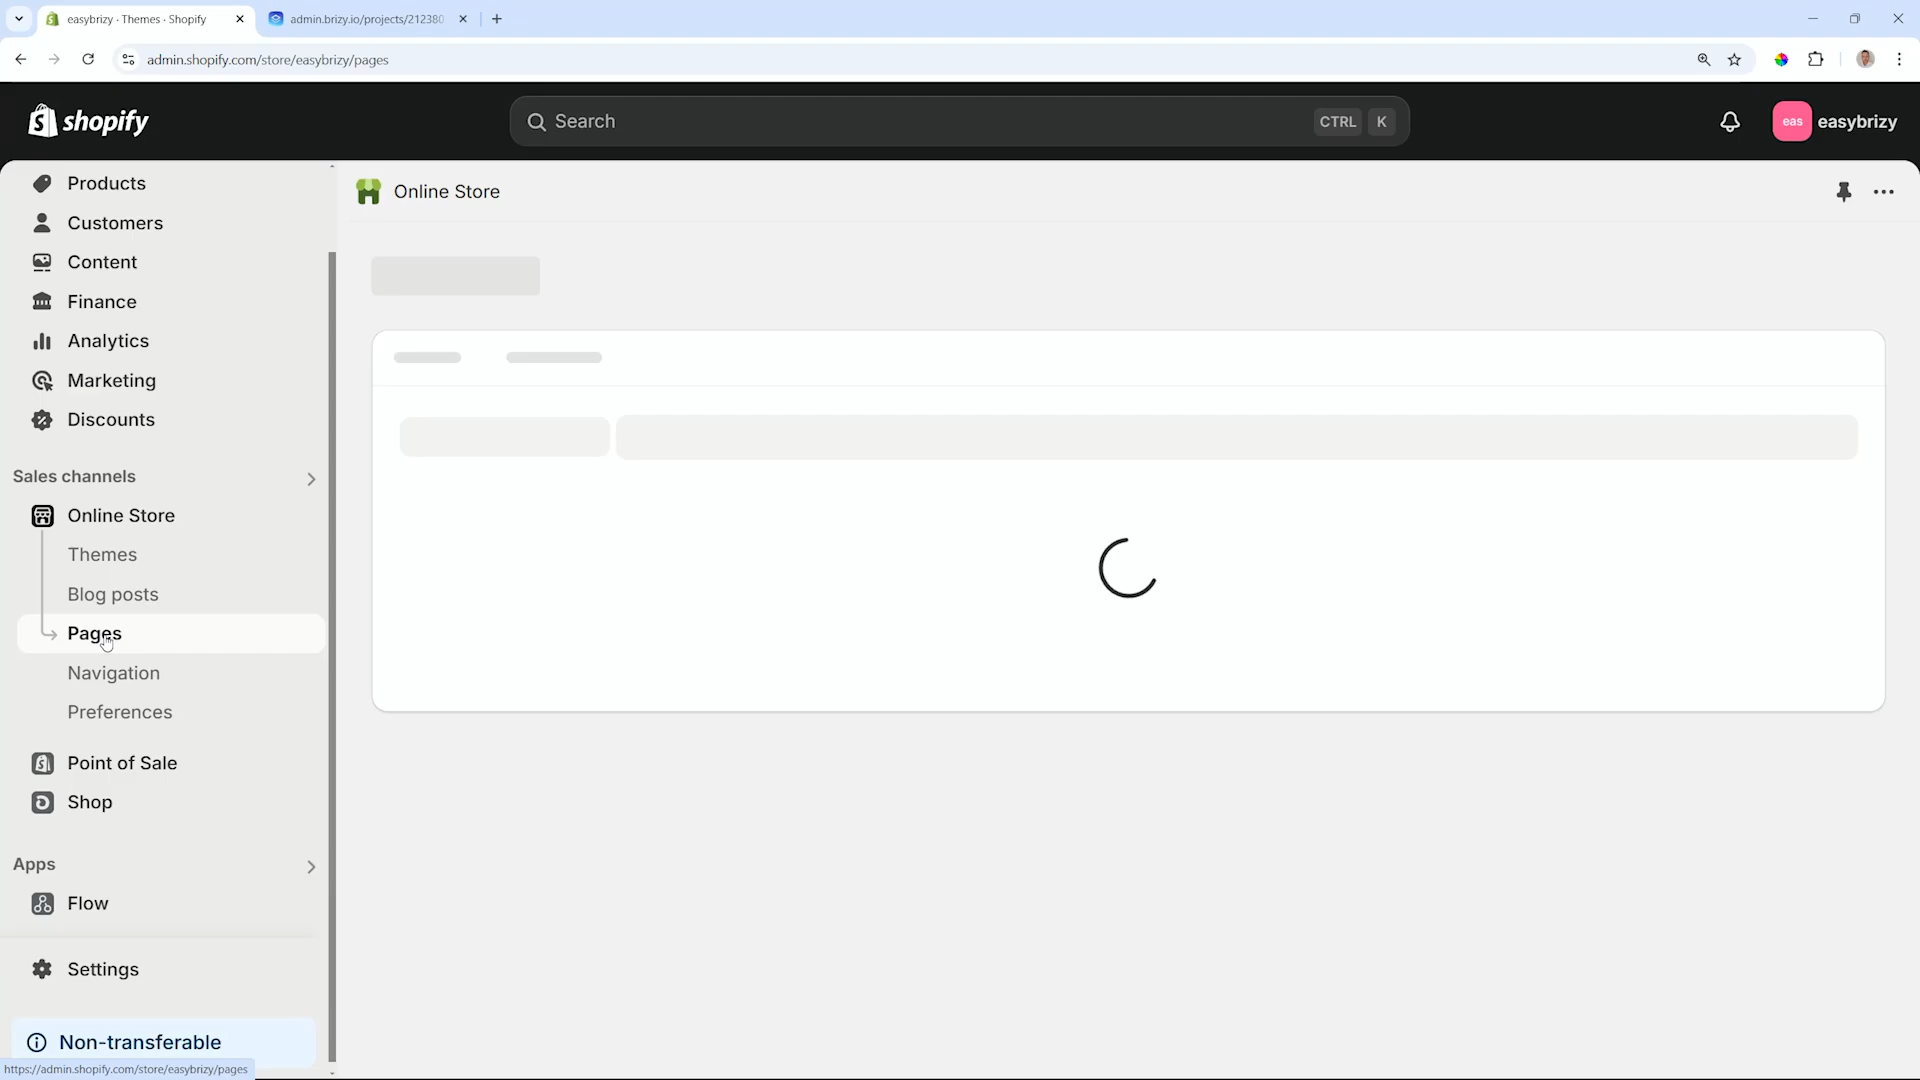 easybrizy · Themes · Shopify
admin.brizy.io/projects/212380
admin.shopify.com/store/easybrizy/pages
shopify
Search
CTRL
K
eas
easybrizy
Products
Customers
Content
Finance
Analytics
Marketing
Discounts
Sales channels
Online Store
Themes
Blog posts
Pages
Navigation
Preferences
Point of Sale
Shop
Apps
Flow
Settings
Non-transferable
https://admin.shopify.com/store/easybrizy/pages
Online Store